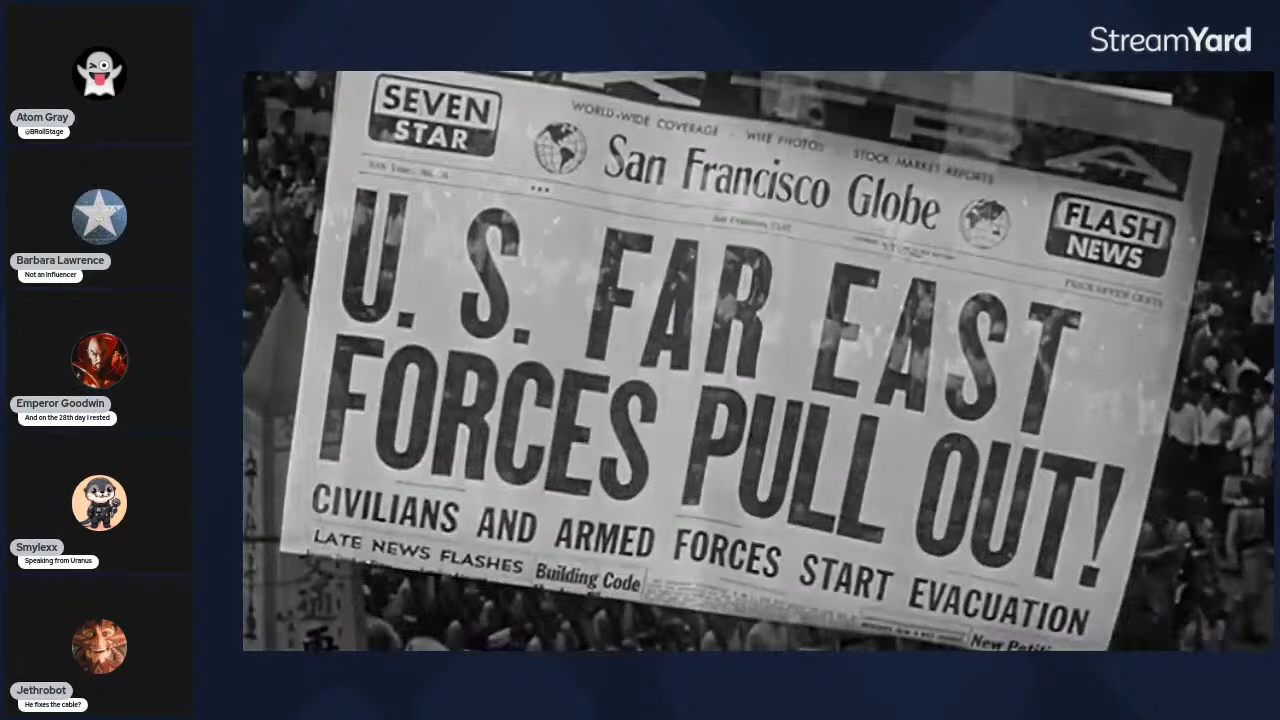 StreamYard
Atom Gray
@BRollStage
Barbara Lawrence
Not an Influencer
Emperor Goodwin
And on the 28th day I rested
Smylexx
Speaking from Uranus
Jethrobot
He fixes the cable?
SEVEN
STAR
WORLD-WIDE COVERAGE - WIRE PHOTOS - STOCK MARKET REPORTS
San Francisco Globe
FLASH
NEWS
PRICE SEVEN CENTS
U. S. FAR EAST
FORCES PULL OUT!
CIVILIANS AND ARMED FORCES START EVACUATION
LATE NEWS FLASHES
Building Code